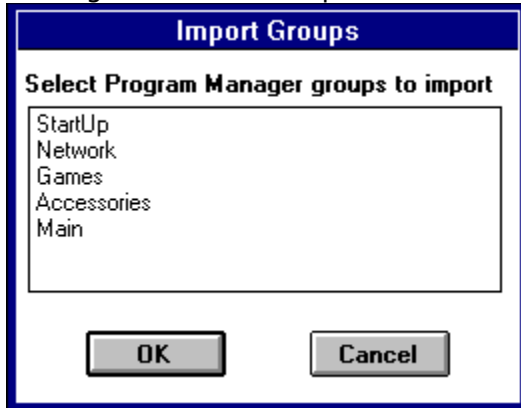 Import Groups
Select Program Manager groups to import
StartUp
Network
Games
Accessories
Main
OK Cancel